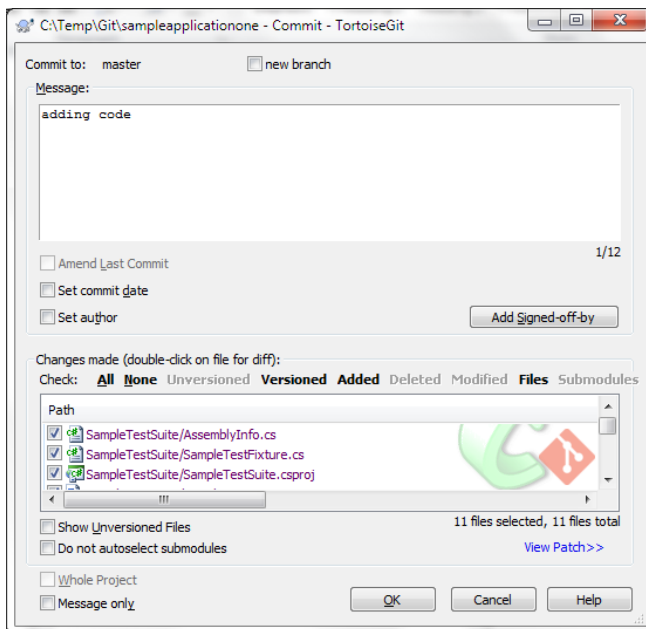 C:\Temp\Git\sampleapplicationone - Commit - TortoiseGit
Commit to: master new branch
Message:
adding code
1/12
Amend Last Commit
Set commit date
Set author
Add Signed-off-by
Changes made (double-click on file for diff):
Check: All None Unversioned Versioned Added Deleted Modified Files Submodules
Path
SampleTestSuite/AssemblyInfo.cs
SampleTestSuite/SampleTestFixture.cs
SampleTestSuite/SampleTestSuite.csproj
Show Unversioned Files
11 files selected, 11 files total
Do not autoselect submodules
View Patch>>
Whole Project
Message only
OK Cancel Help